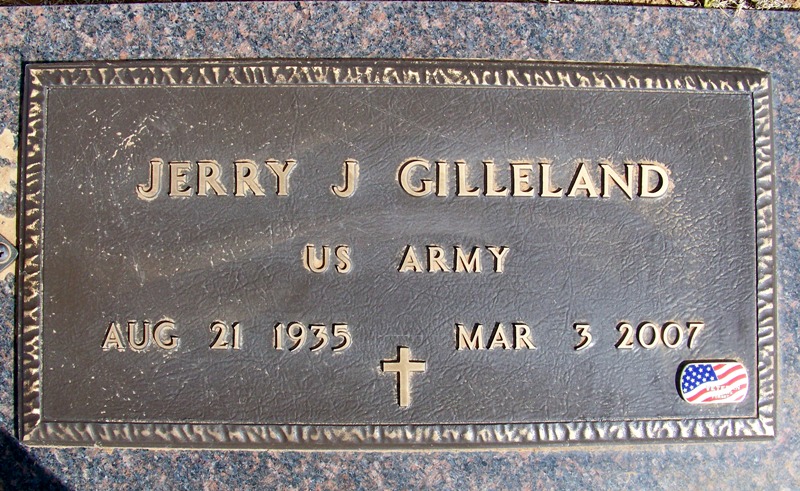 JERRY J GILLELAND
US ARMY
AUG 21 1935 MAR 3 2007